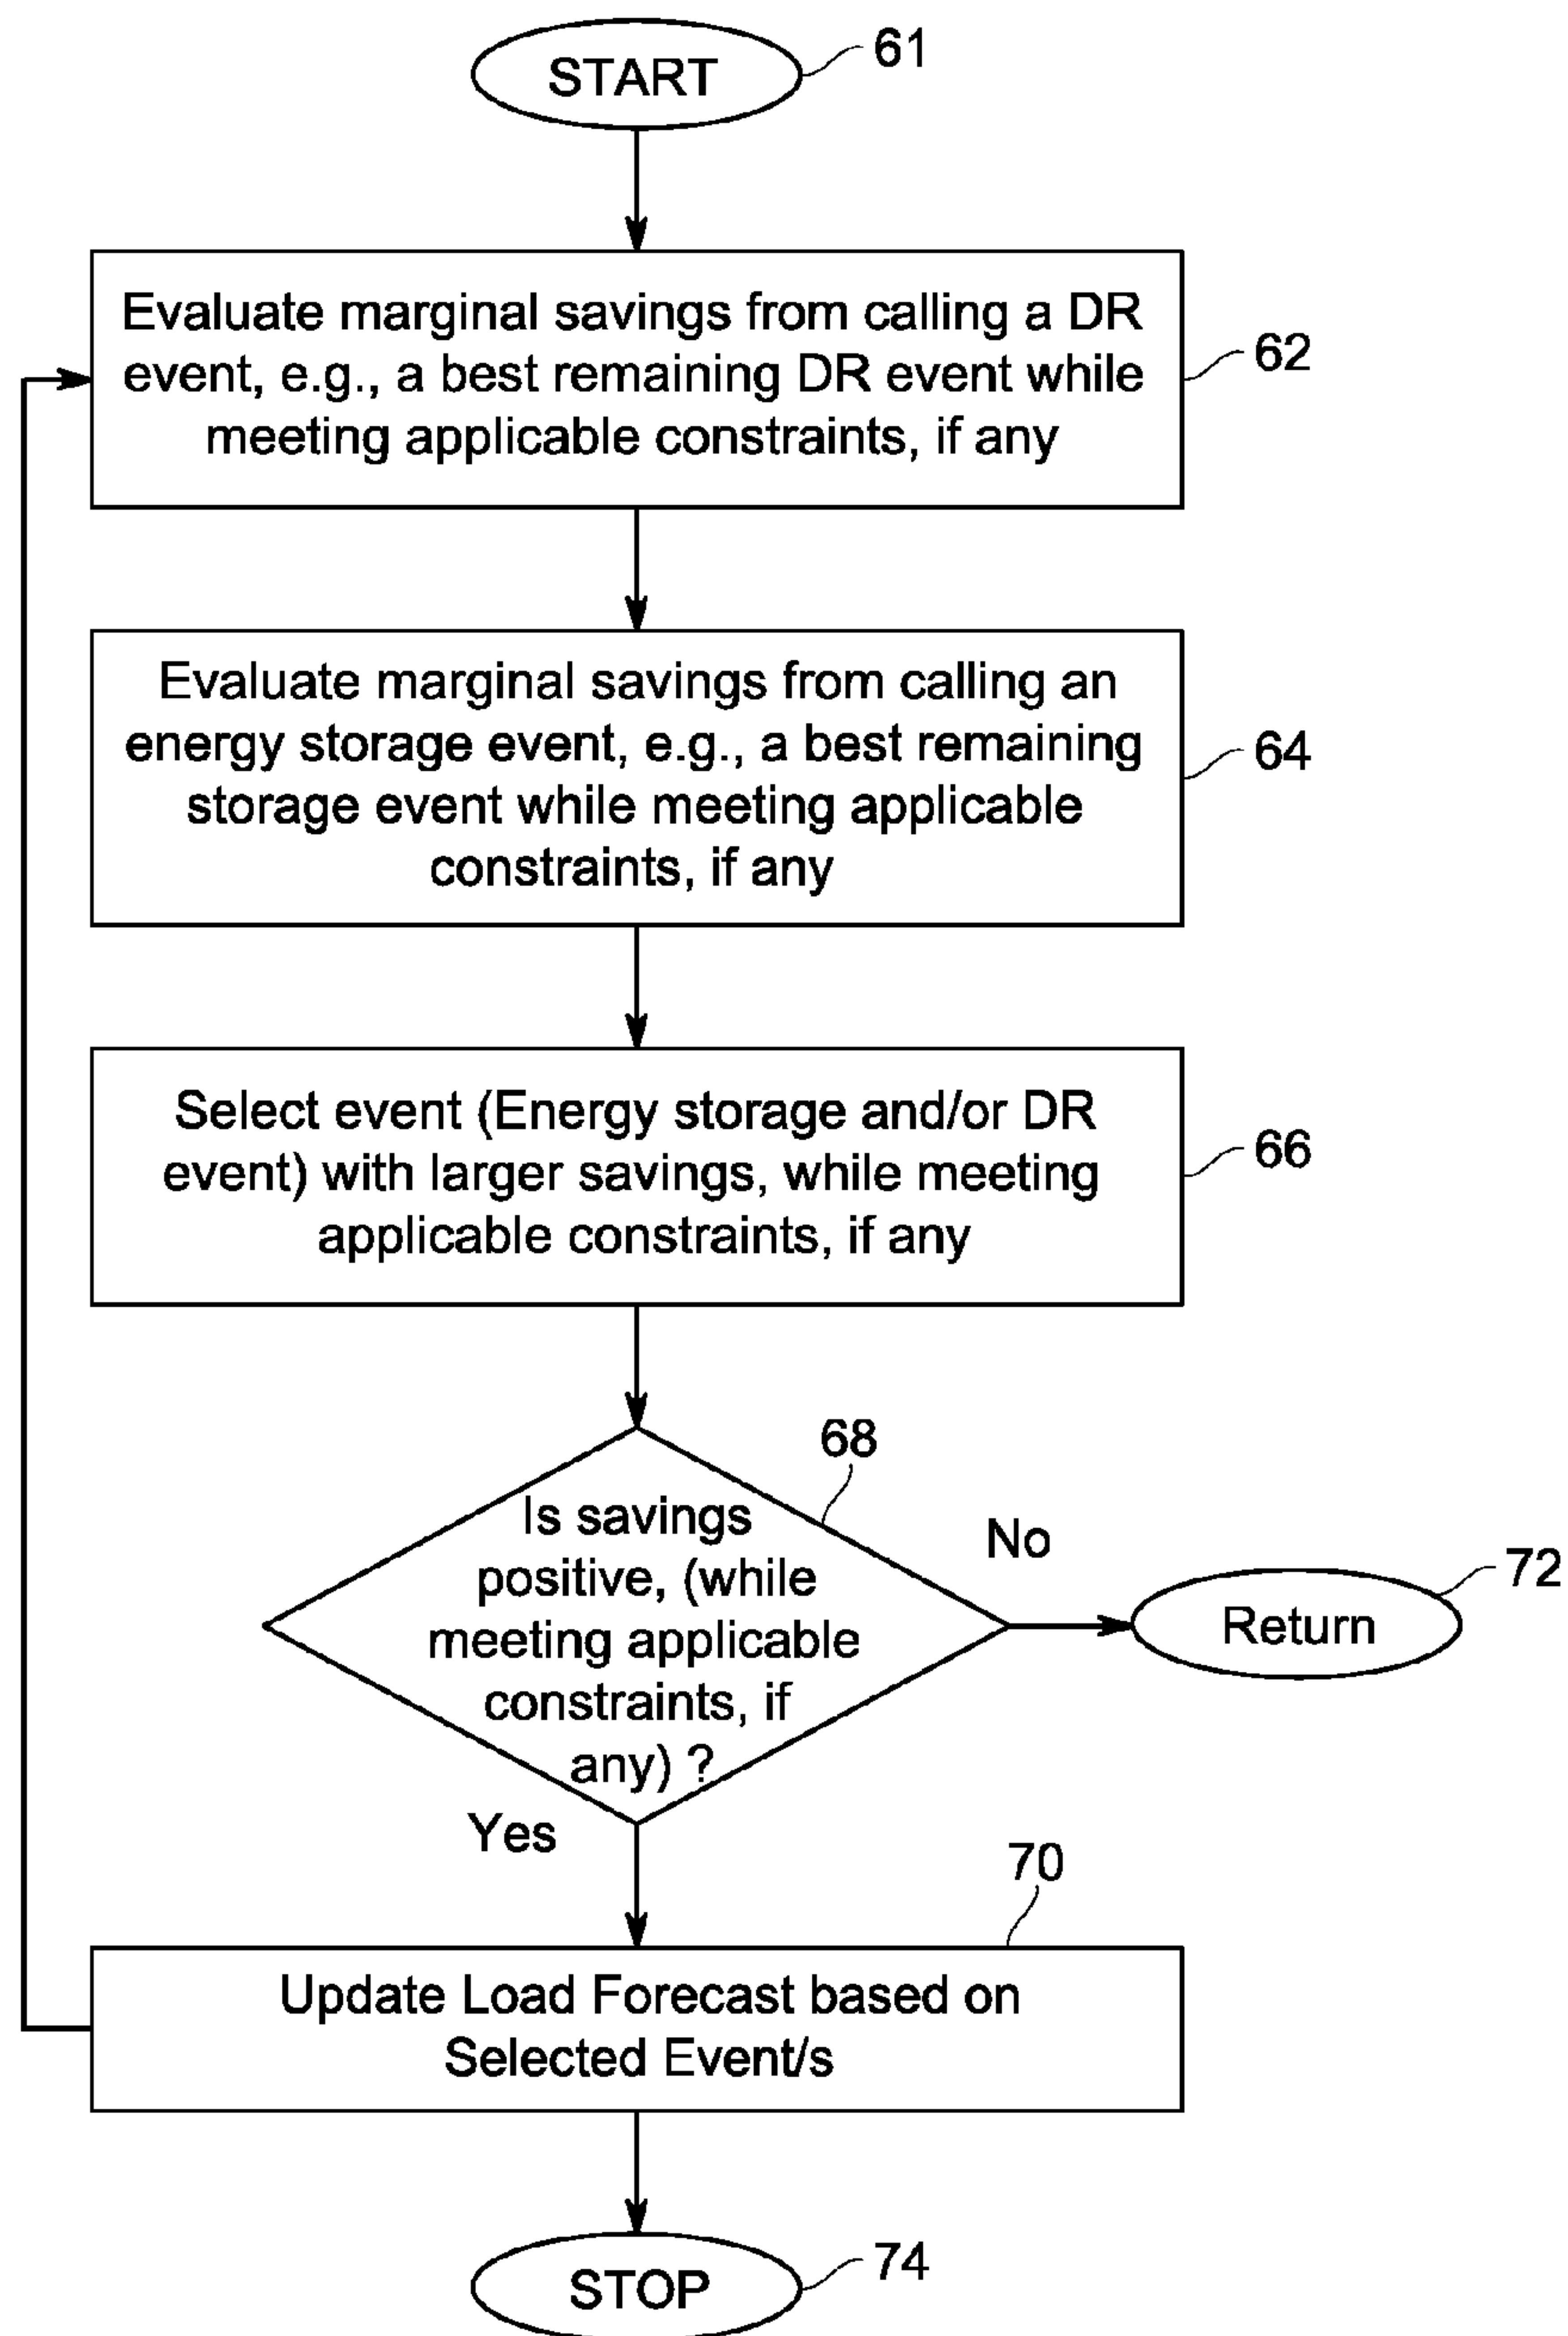 START
61
Evaluate marginal savings from calling a DR
event, e.g., a best remaining DR event while
meeting applicable constraints, if any
62
Evaluate marginal savings from calling an
energy storage event, e.g., a best remaining
storage event while meeting applicable
constraints, if any
64
Select event (Energy storage and/or DR
event) with larger savings, while meeting
applicable constraints, if any
66
68
Is savings
positive, (while
meeting applicable
constraints, if
any) ?
No
Return
72
Yes
70
Update Load Forecast based on
Selected Event/s
STOP
74